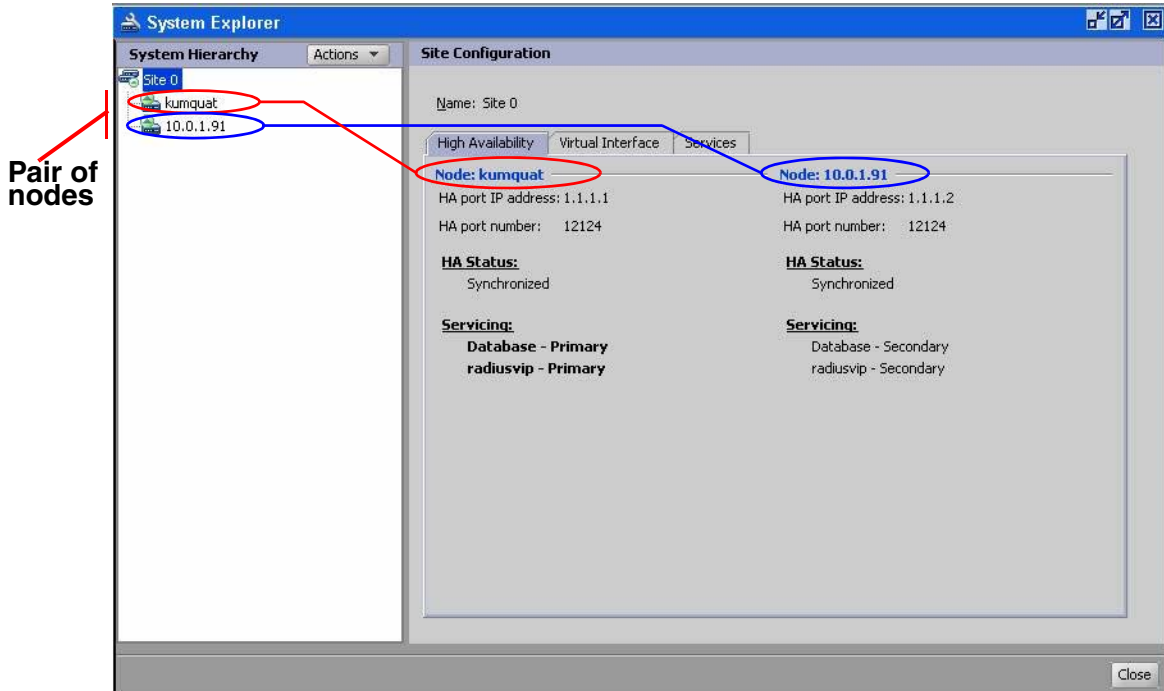 System Explorer
System Hierarchy
Actions
Site 0
kumquat
10.0.1.91
Pair of
nodes
Site Configuration
Name: Site 0
High Availability
Virtual Interface
Services
Node: kumquat
HA port IP address: 1.1.1.1
HA port number: 12124
HA Status:
Synchronized
Servicing:
Database - Primary
radiusvip - Primary
Node: 10.0.1.91
HA port IP address: 1.1.1.2
HA port number: 12124
HA Status:
Synchronized
Servicing:
Database - Secondary
radiusvip - Secondary
Close